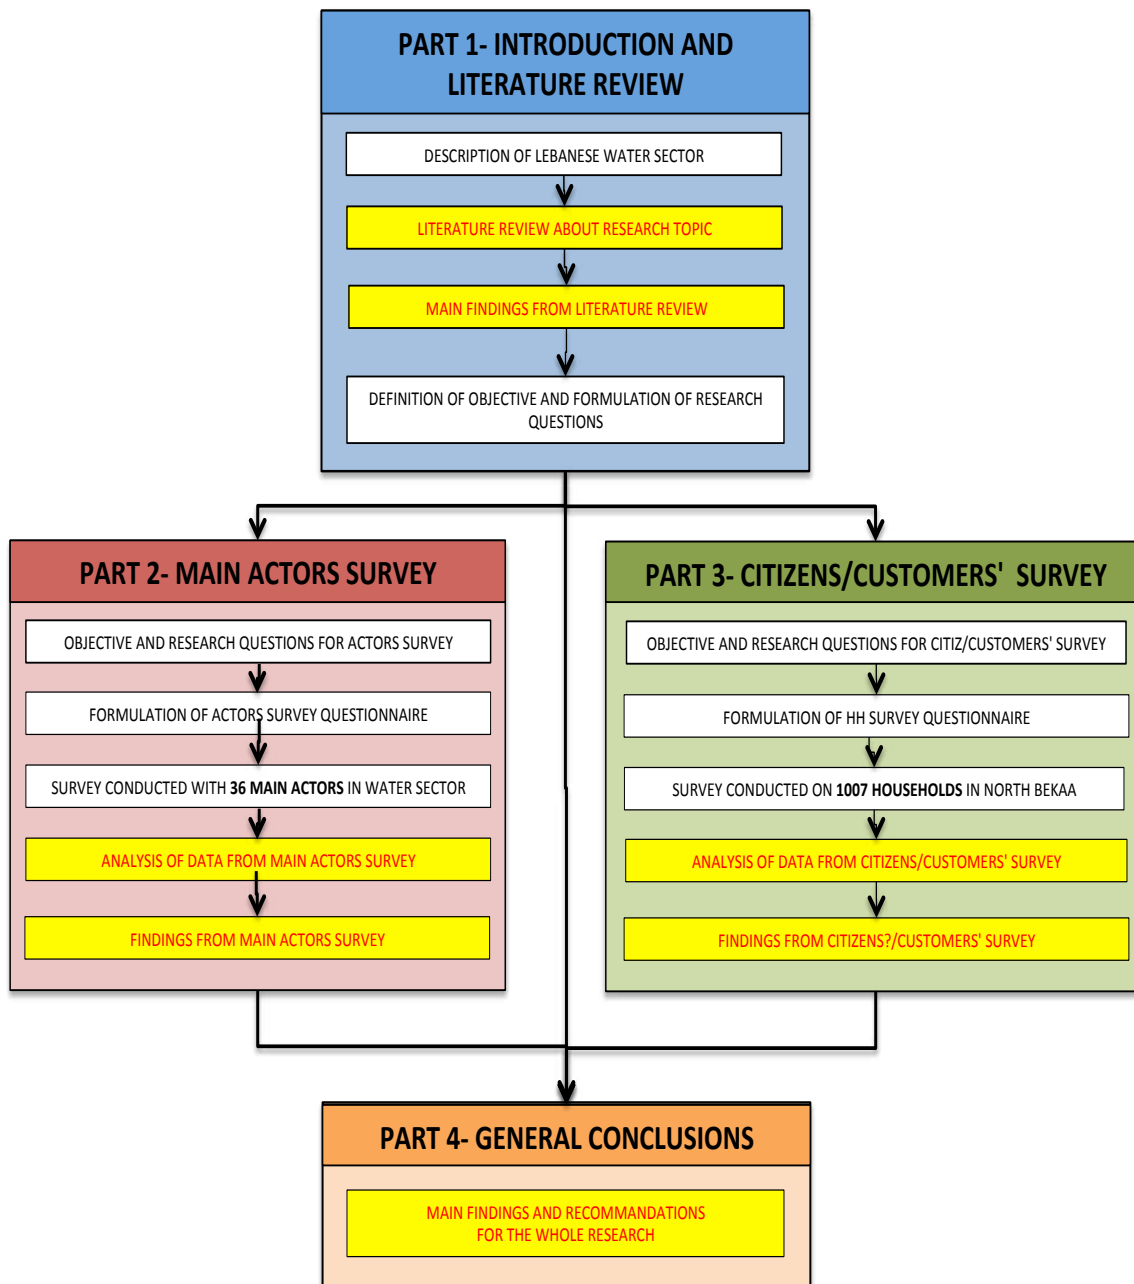 PART 1- INTRODUCTION AND
LITERATURE REVIEW
DESCRIPTION OF LEBANESE WATER SECTOR
LITERATURE REVIEW ABOUT RESEARCH TOPIC
MAIN FINDINGS FROM LITERATURE REVIEW
DEFINITION OF OBJECTIVE AND FORMULATION OF RESEARCH
QUESTIONS
PART 2- MAIN ACTORS SURVEY
OBJECTIVE AND RESEARCH QUESTIONS FOR ACTORS SURVEY
FORMULATION OF ACTORS SURVEY QUESTIONNAIRE
SURVEY CONDUCTED WITH 36 MAIN ACTORS IN WATER SECTOR
ANALYSIS OF DATA FROM MAIN ACTORS SURVEY
FINDINGS FROM MAIN ACTORS SURVEY
PART 3- CITIZENS/CUSTOMERS' SURVEY
OBJECTIVE AND RESEARCH QUESTIONS FOR CITIZ/CUSTOMERS' SURVEY
FORMULATION OF HH SURVEY QUESTIONNAIRE
SURVEY CONDUCTED ON 1007 HOUSEHOLDS IN NORTH BEKAA
ANALYSIS OF DATA FROM CITIZENS/CUSTOMERS' SURVEY
FINDINGS FROM CITIZENS?/CUSTOMERS' SURVEY
PART 4- GENERAL CONCLUSIONS
MAIN FINDINGS AND RECOMMANDATIONS
FOR THE WHOLE RESEARCH